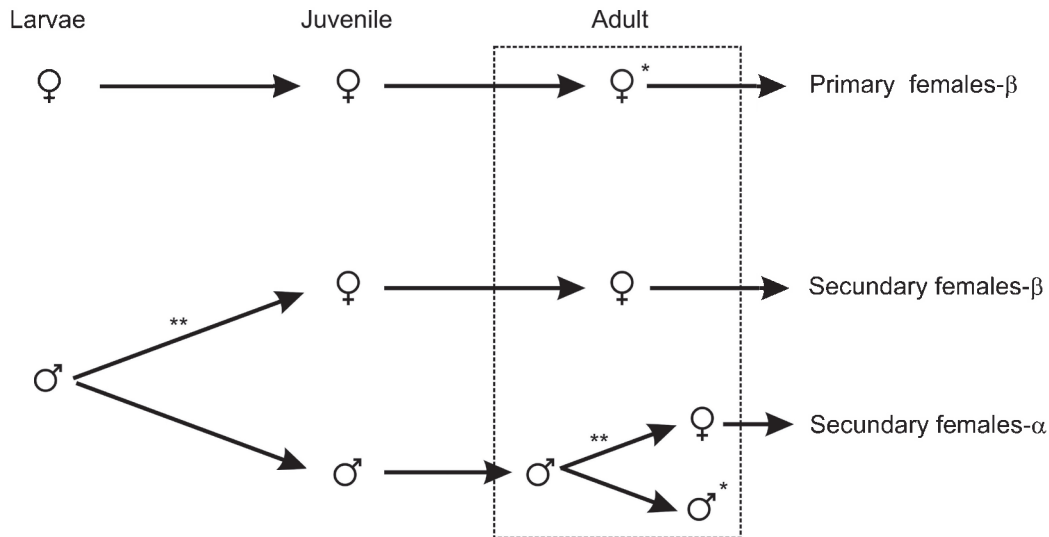 Larvae Juvenile Adult
♀ ♀ ♀* Primary females-β
♀ ♀ Secundary females-β
**
♂
♀ Secundary females-α
**
♂ ♂
♂*